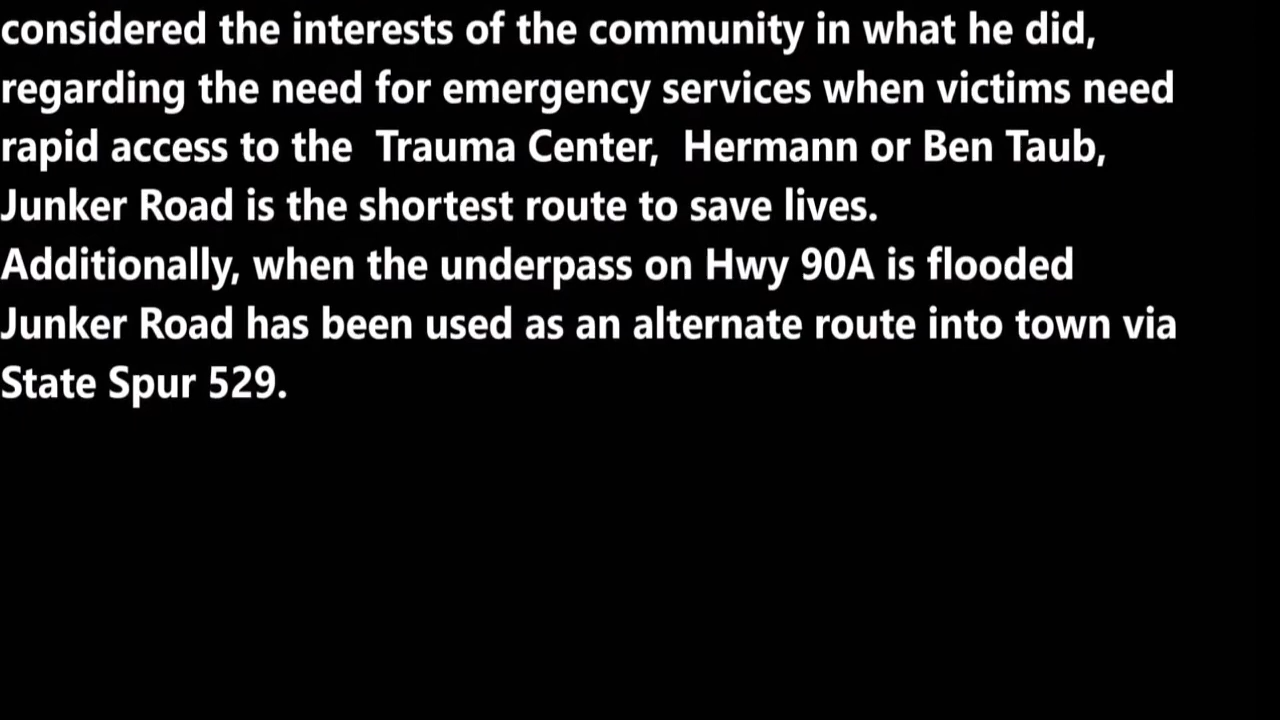 considered the interests of the community in what he did,
regarding the need for emergency services when victims need
rapid access to the  Trauma Center,  Hermann or Ben Taub,
Junker Road is the shortest route to save lives.
Additionally, when the underpass on Hwy 90A is flooded
Junker Road has been used as an alternate route into town via
State Spur 529.